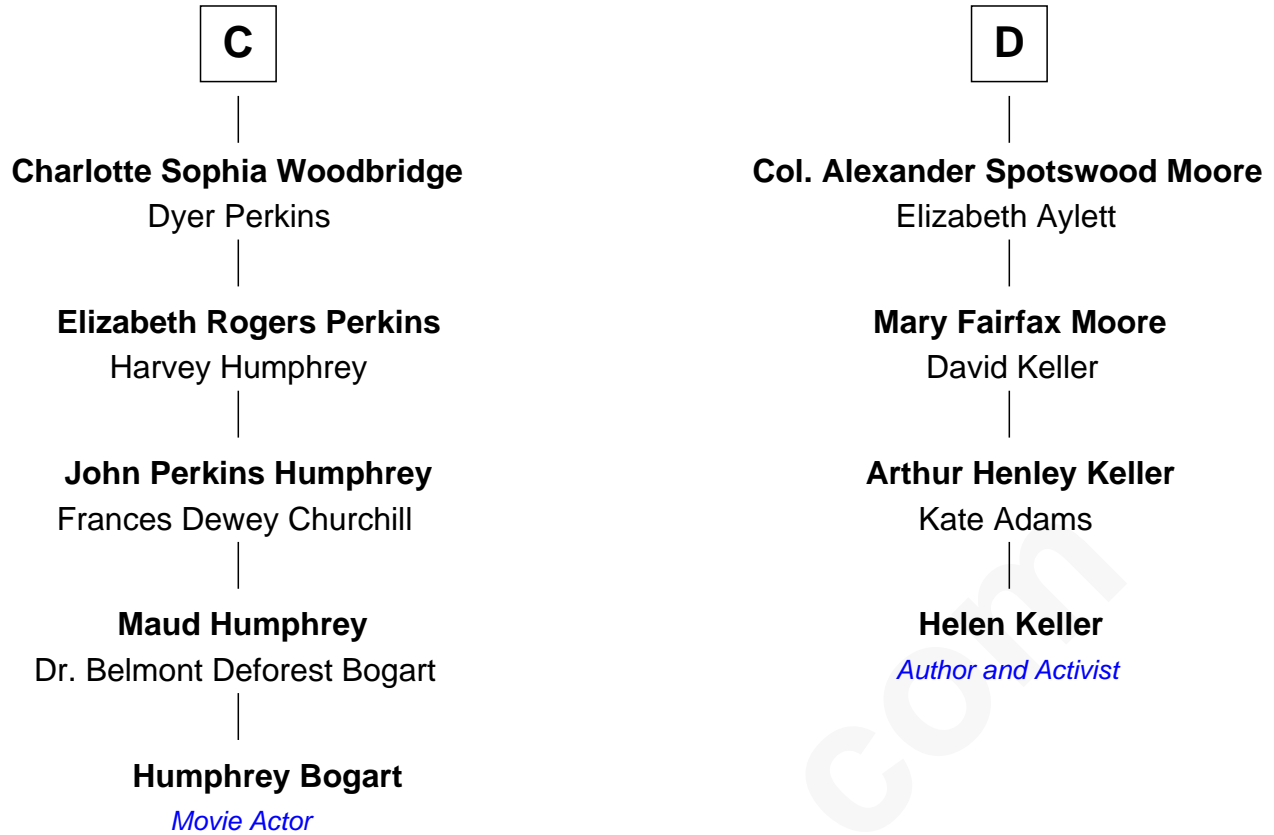 C
Charlotte Sophia Woodbridge
Dyer Perkins
Elizabeth Rogers Perkins
Harvey Humphrey
John Perkins Humphrey
Frances Dewey Churchill
Maud Humphrey
Dr. Belmont Deforest Bogart
Humphrey Bogart
Movie Actor
D
Col. Alexander Spotswood Moore
Elizabeth Aylett
Mary Fairfax Moore
David Keller
Arthur Henley Keller
Kate Adams
Helen Keller
Author and Activist
com